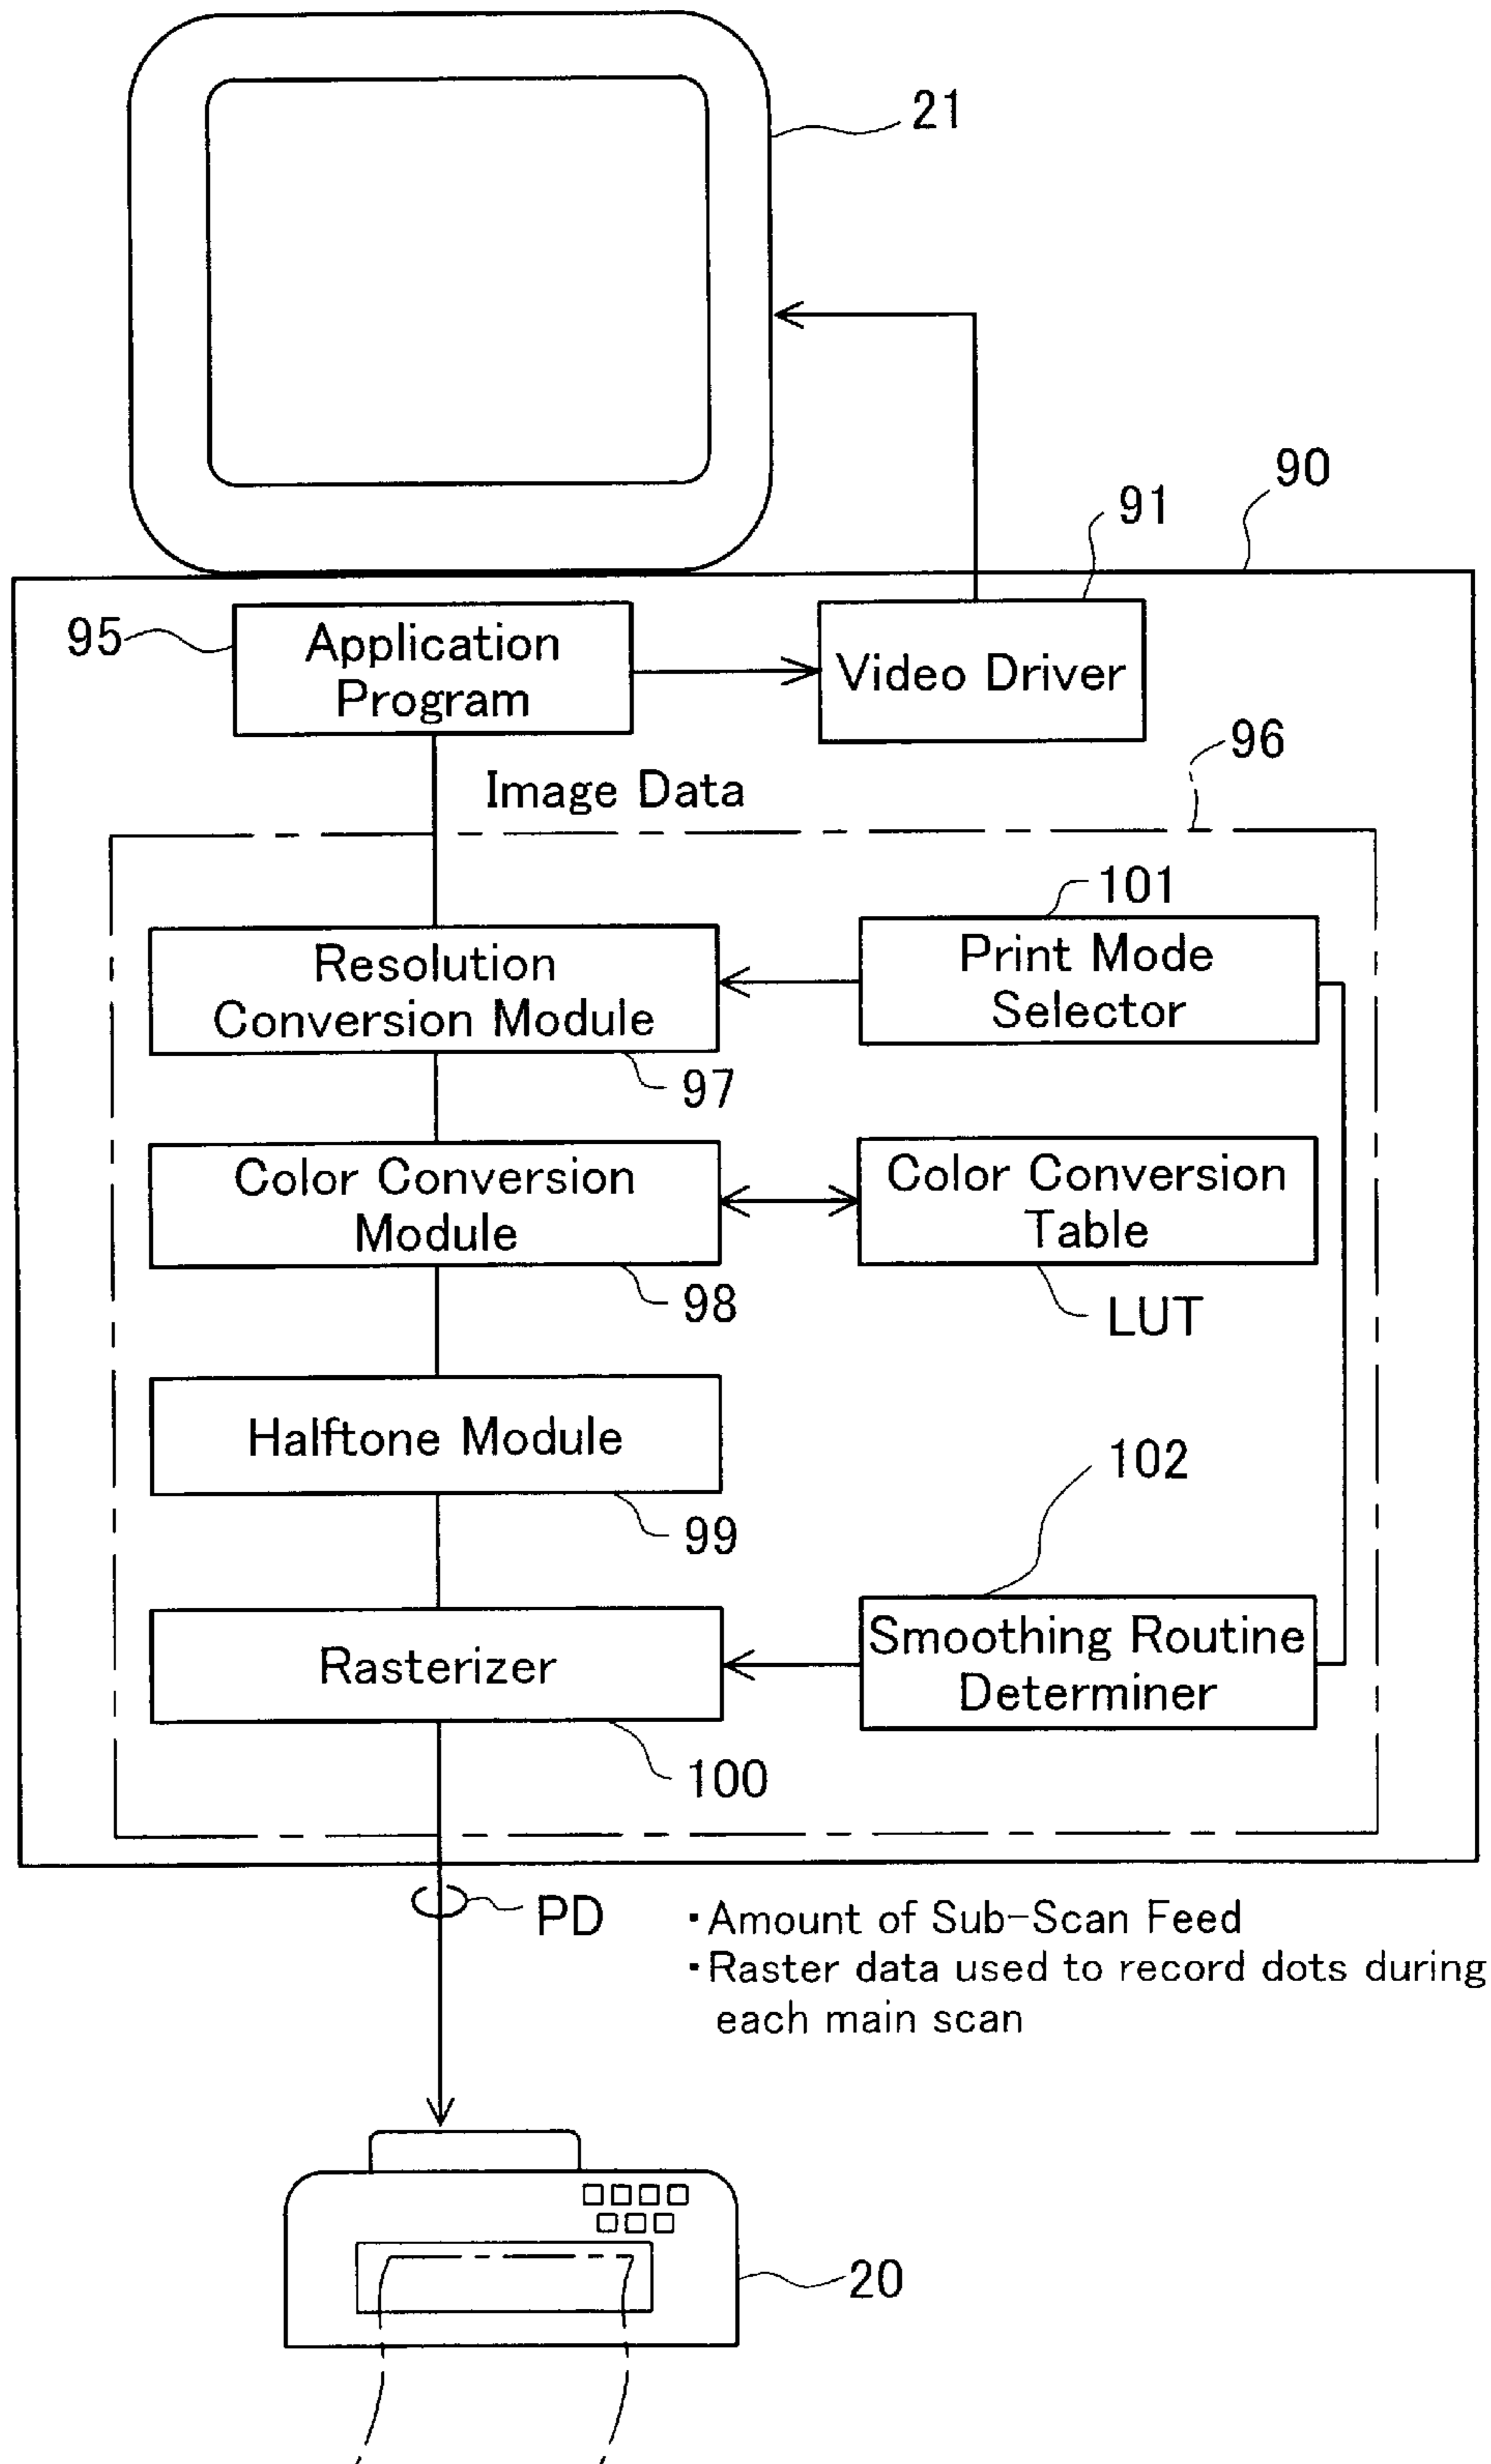 21
90
91
95
Application
Program
Video Driver
96
Image Data
101
Resolution
Conversion Module
Print Mode
Selector
97
Color Conversion
Module
Color Conversion
Table
98
LUT
Halftone Module
102
99
Rasterizer
Smoothing Routine
Determiner
100
PD
・Amount of Sub-Scan Feed
・Raster data used to record dots during
each main scan
20